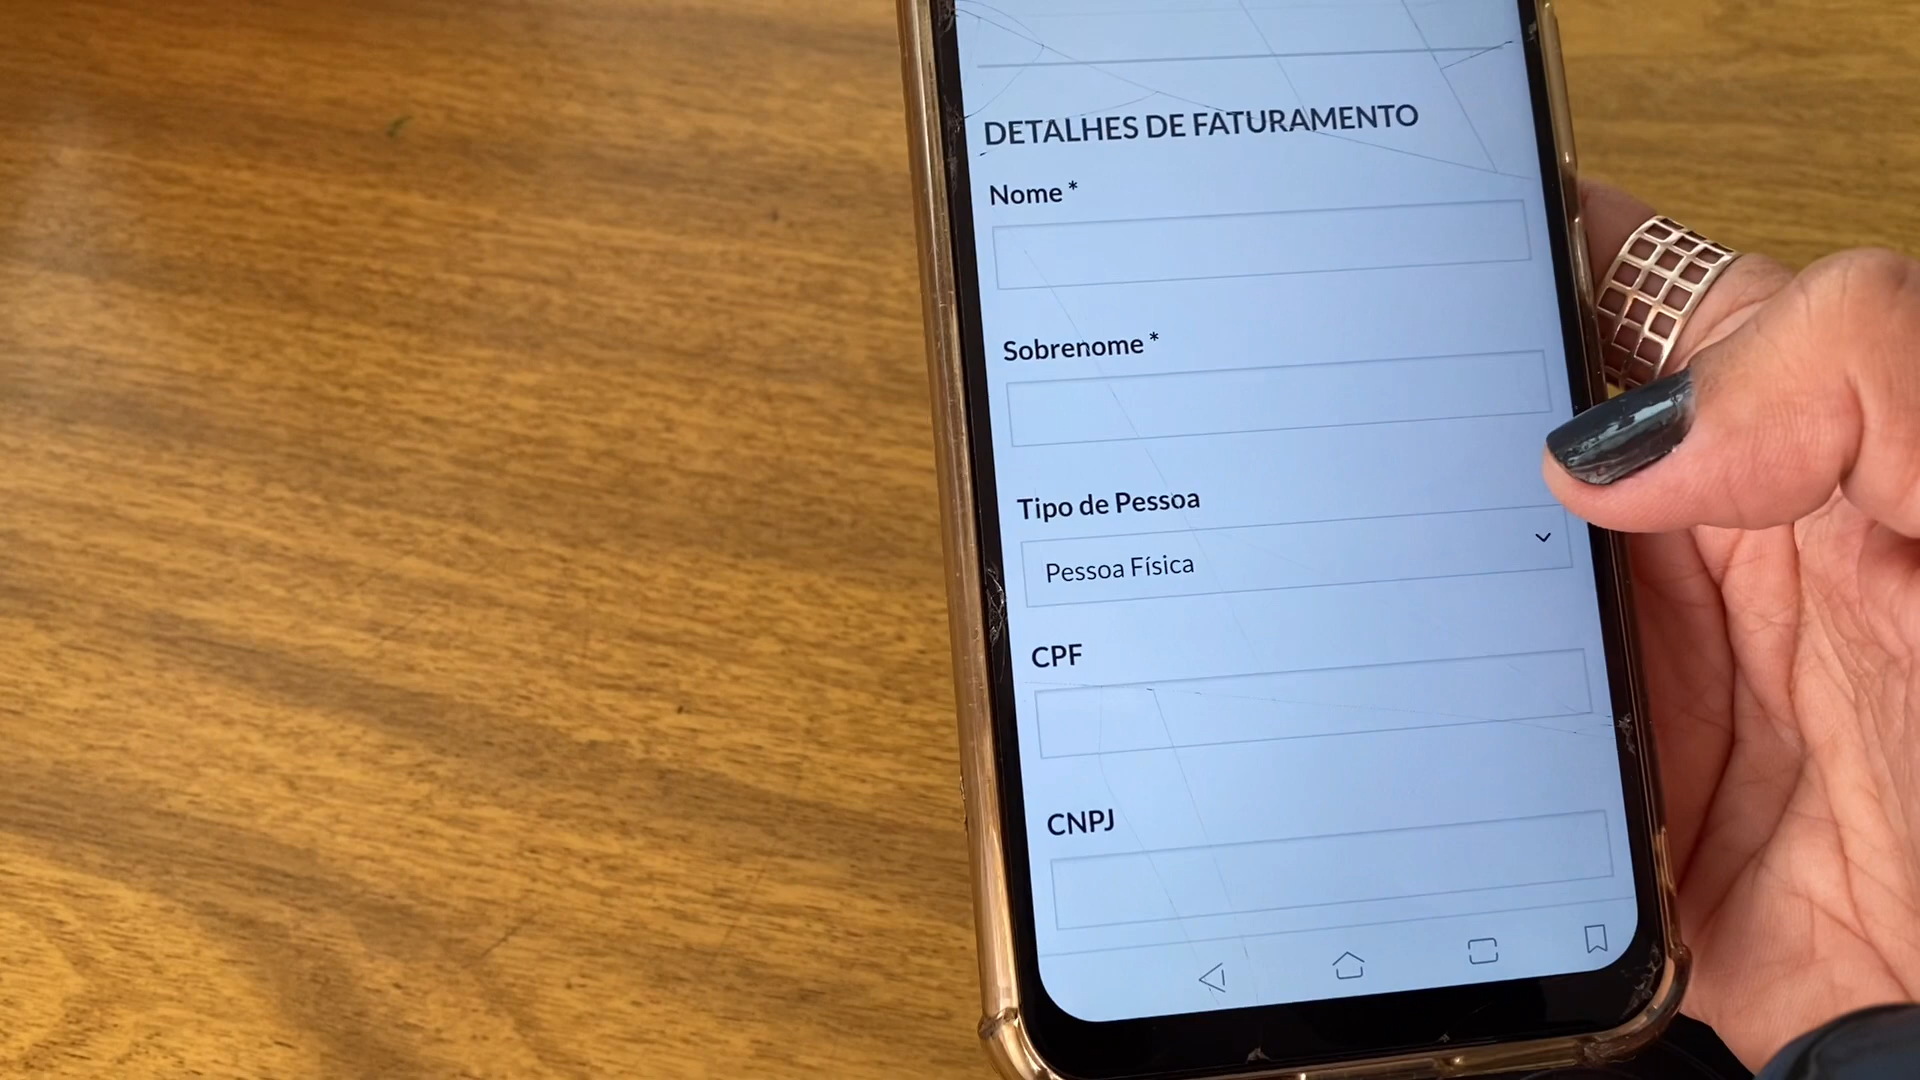 DETALHES DE FATURAMENTO
Nome *
Sobrenome *
Tipo de Pessoa
Pessoa Física
CPF
CNPJ